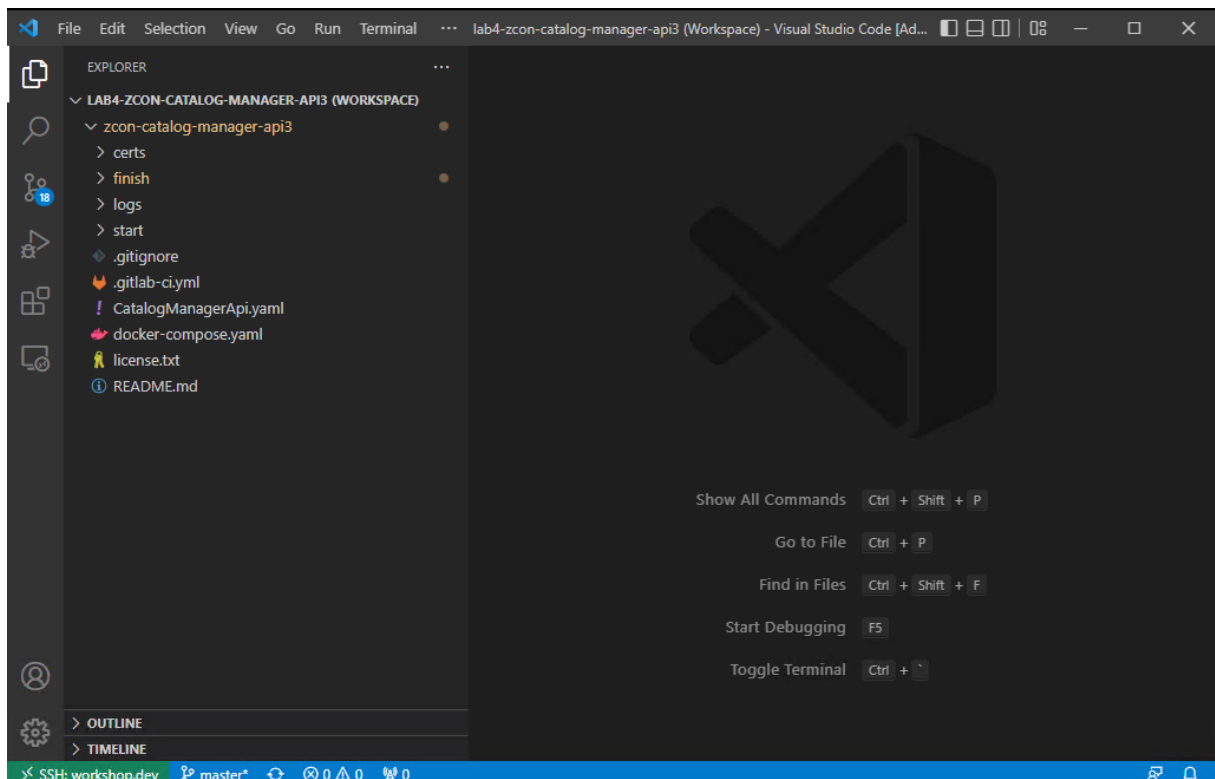 File Edit Selection View Go Run Terminal ··· lab4-zcon-catalog-manager-api3 (Workspace) - Visual Studio Code [Ad...
EXPLORER ···
LAB4-ZCON-CATALOG-MANAGER-API3 (WORKSPACE)
zcon-catalog-manager-api3
certs
finish
18
logs
start
.gitignore
.gitlab-ci.yml
! CatalogManagerApi.yaml
docker-compose.yaml
license.txt
README.md
Show All Commands Ctrl + Shift + P
Go to File Ctrl + P
Find in Files Ctrl + Shift + F
Start Debugging F5
Toggle Terminal Ctrl + `
OUTLINE
TIMELINE
SSH: workshop.dev master* 0 0 0